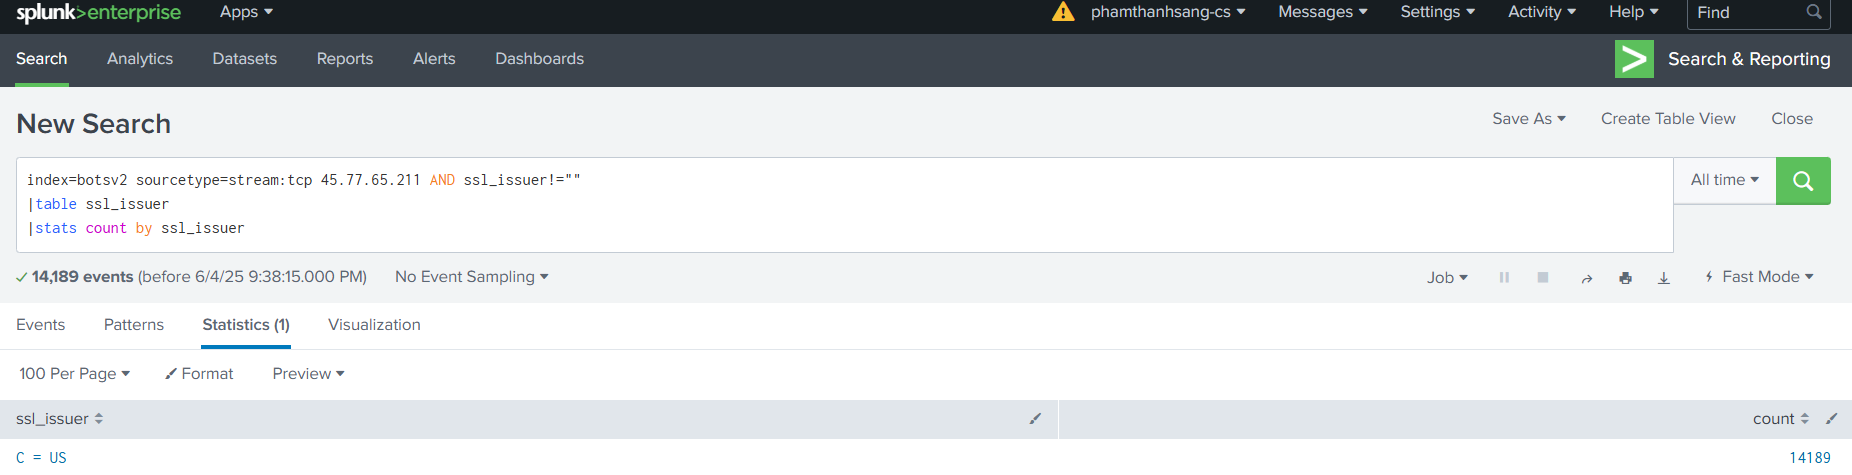 splunk>enterprise Apps phamthanhsang-cs Messages Settings Activity Help Find
Search Analytics Datasets Reports Alerts Dashboards Search & Reporting
New Search Save As Create Table View Close
index=botsv2 sourcetype=stream:tcp 45.77.65.211 AND ssl_issuer!="" All time
|table ssl_issuer
|stats count by ssl_issuer
14,189 events (before 6/4/25 9:38:15.000 PM) No Event Sampling Job Fast Mode
Events Patterns Statistics (1) Visualization
100 Per Page Format Preview
ssl_issuer count
C = US 14189